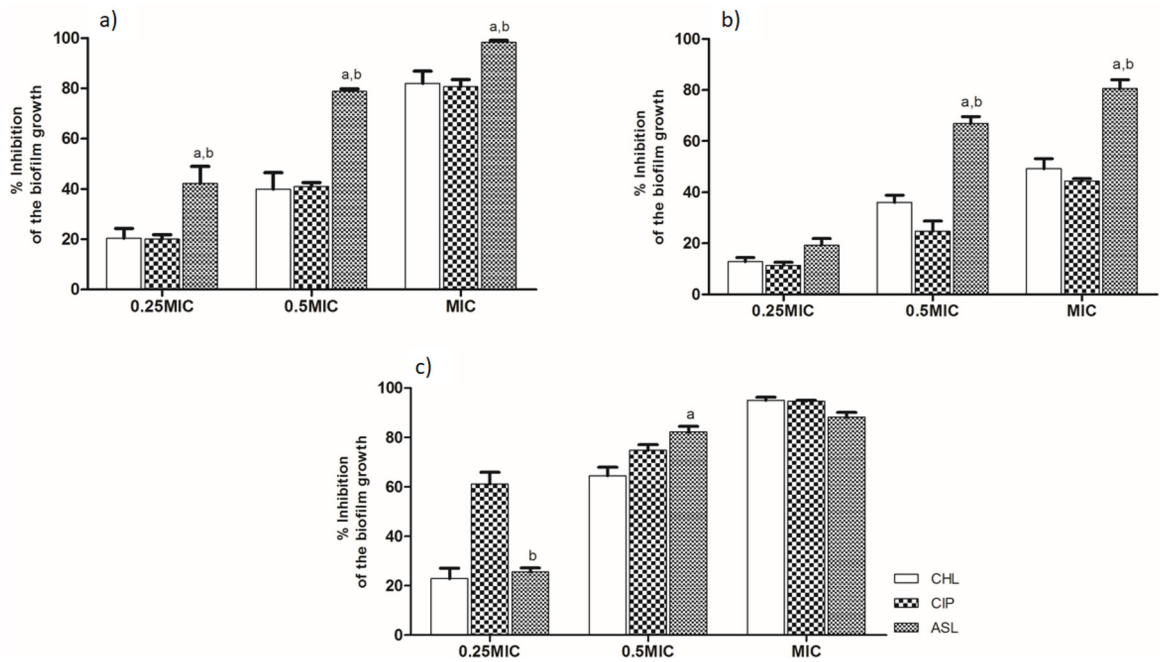 a)
% Inhibition
of the biofilm growth
100
80
60
40
20
0
a,b
a,b
a,b
0.25MIC 0.5MIC MIC
b)
% Inhibition
of the biofilm growth
100
80
60
40
20
0
a,b
a,b
0.25MIC 0.5MIC MIC
c)
% Inhibition
of the biofilm growth
100
80
60
40
20
0
b
a
0.25MIC 0.5MIC MIC
CHL
CIP
ASL